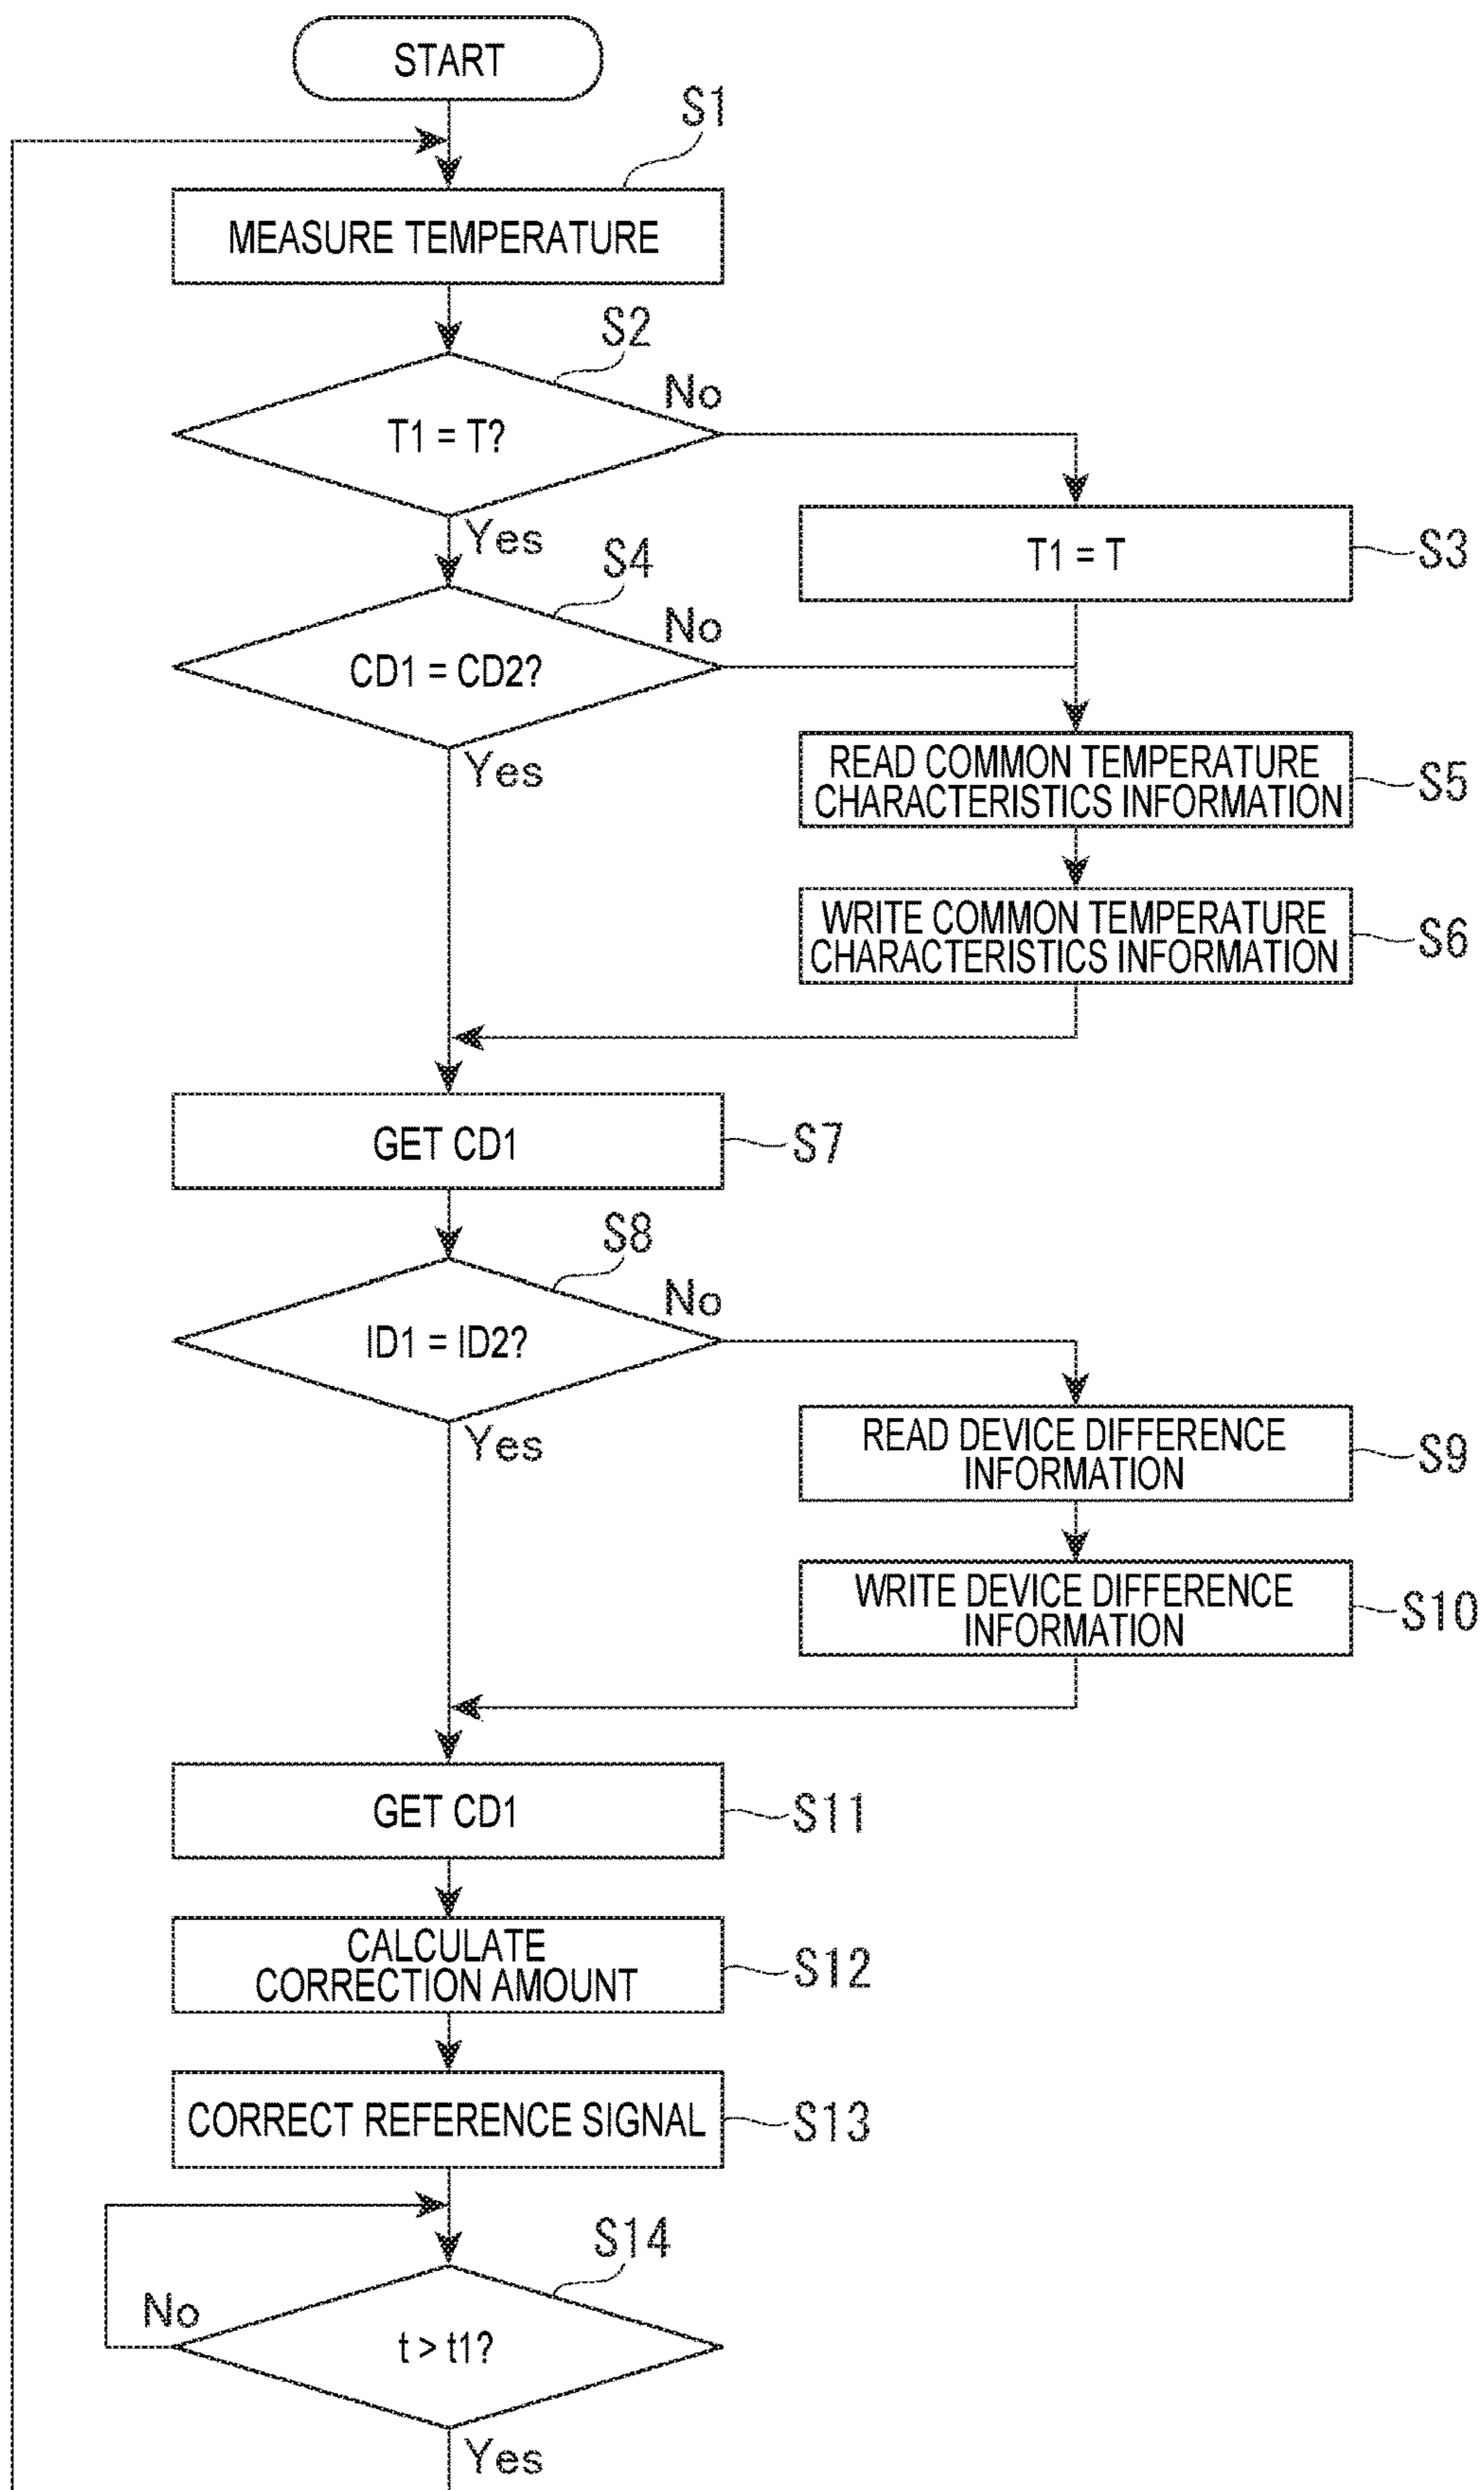 START
S1
MEASURE TEMPERATURE
S2
No
T1 = T?
Yes
S3
T1 = T
S4
No
CD1 = CD2?
Yes
READ COMMON TEMPERATURE
CHARACTERISTICS INFORMATION
S5
WRITE COMMON TEMPERATURE
CHARACTERISTICS INFORMATION
S6
GET CD1
S7
S8
No
ID1 = ID2?
Yes
READ DEVICE DIFFERENCE
INFORMATION
S9
WRITE DEVICE DIFFERENCE
INFORMATION
S10
GET CD1
S11
CALCULATE
CORRECTION AMOUNT
S12
CORRECT REFERENCE SIGNAL
S13
S14
No
t > t1?
Yes